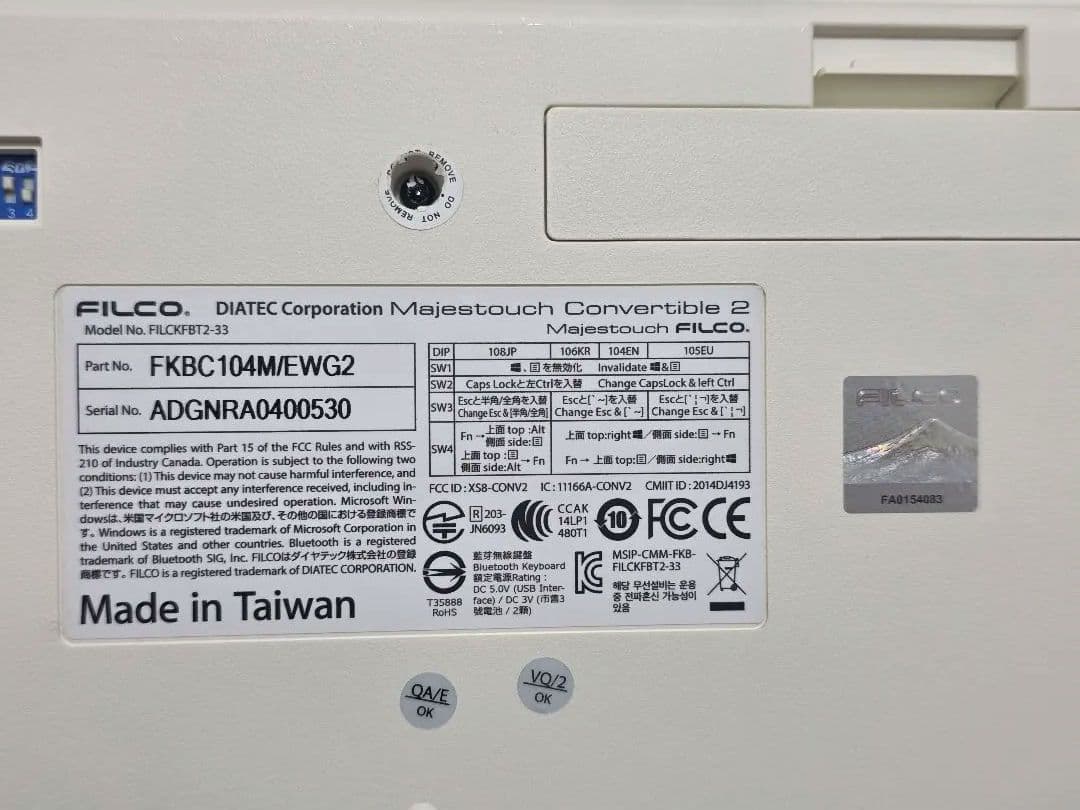 3 4
DO NOT REMOVE • DO NOT REMOVE
FILCO® DIATEC Corporation Majestouch Convertible 2
Model No. FILCKFBT2-33
Majestouch FILCO®
Part No. FKBC104M/EWG2
Serial No. ADGNRA0400530
DIP 108JP 106KR 104EN 105EU
SW1 、を無効化 Invalidate &
SW2 Caps Lockと左Ctrlを入替 Change CapsLock & left Ctrl
SW3 Escと半角/全角を入替 Escと[`~]を入替 Escと[`¦¬]を入替
Change Esc & [半角/全角] Change Esc & [`~] Change Esc & [`¦¬]
SW4 Fn→上面 top :Alt 側面 side: 上面 top:right／側面 side:→Fn
上面 top : 側面 side:Alt →Fn Fn→上面 top:／側面 side:right
This device complies with Part 15 of the FCC Rules and with RSS-
210 of Industry Canada. Operation is subject to the following two
conditions: (1) This device may not cause harmful interference, and
(2) This device must accept any interference received, including in-
terference that may cause undesired operation. Microsoft Win-
dowsは、米国マイクロソフト社の米国及び、その他の国における登録商標で
す。Windows is a registered trademark of Microsoft Corporation in
the United States and other countries. Bluetooth is a registered
trademark of Bluetooth SIG, Inc. FILCOはダイヤテック株式会社の登録
商標です。FILCO is a registered trademark of DIATEC CORPORATION.
Made in Taiwan
FCC ID : XS8-CONV2 IC : 11166A-CONV2 CMIIT ID : 2014DJ4193
R 203-
JN6093
CCAK
14LP1
480T1
10
FC CE
T35888
RoHS
藍芽無線鍵盤
Bluetooth Keyboard
額定電源Rating :
DC 5.0V (USB Inter-
face) / DC 3V (市售3
號電池 / 2顆)
MSIP-CMM-FKB-
FILCKFBT2-33
해당 무선설비는 운용
중 전파혼신 가능성이
있음
FILCO
FA0154083
QA/E
OK
VQ/2
OK